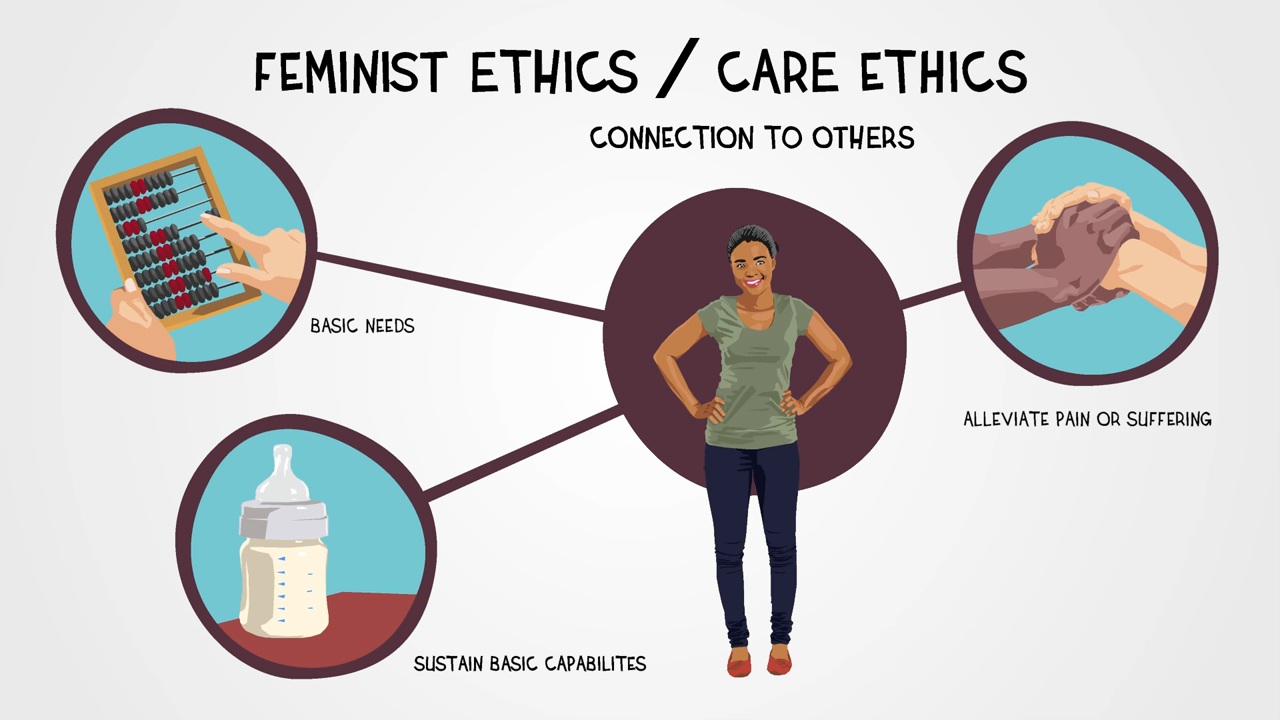 FEMINIST ETHICS / CARE ETHICS
CONNECTION TO OTHERS
BASIC NEEDS
ALLEVIATE PAIN OR SUFFERING
SUSTAIN BASIC CAPABILITES